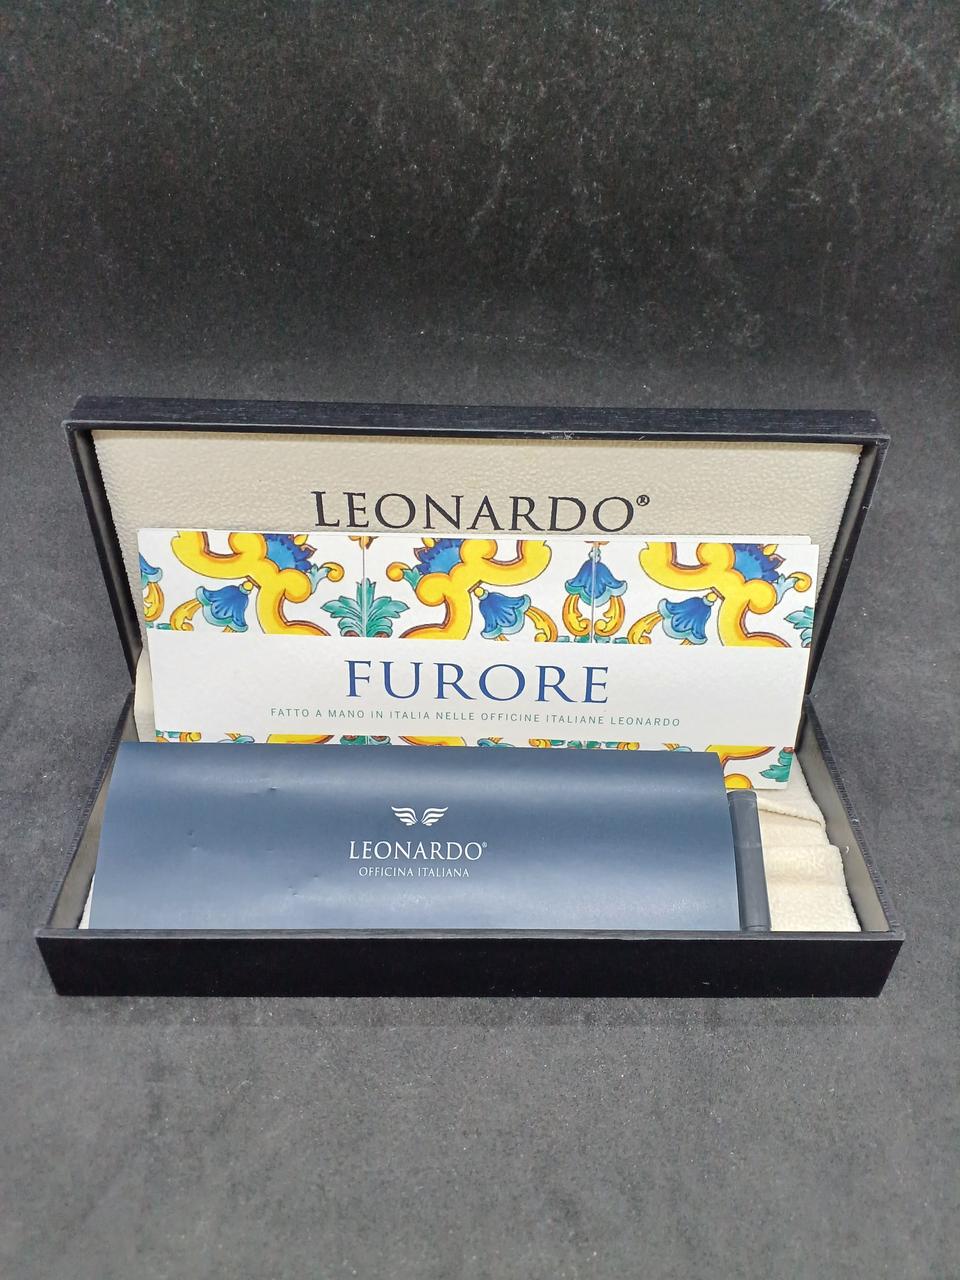 LEONARDO®
FURORE
FATTO A MANO IN ITALIA NELLE OFFICINE ITALIANE LEONARDO
LEONARDO®
OFFICINA ITALIANA